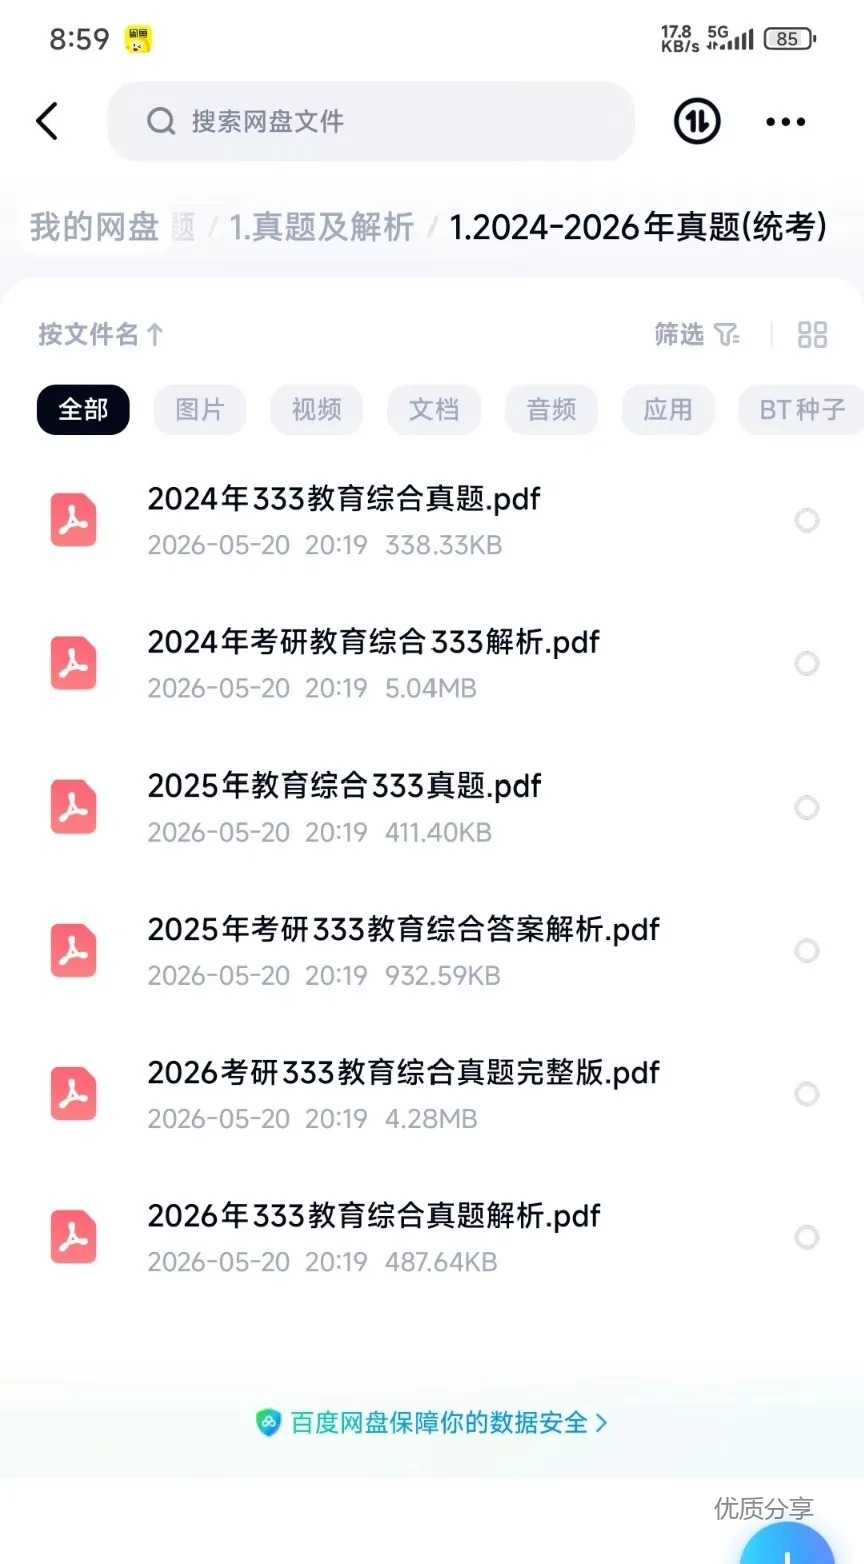 8:59 闲鱼 17.8 KB/s 5G 85
搜索网盘文件
我的网盘 题 / 1.真题及解析 / 1.2024-2026年真题(统考)
按文件名↑ 筛选
全部 图片 视频 文档 音频 应用 BT种子
2024年333教育综合真题.pdf
2026-05-20 20:19 338.33KB
2024年考研教育综合333解析.pdf
2026-05-20 20:19 5.04MB
2025年教育综合333真题.pdf
2026-05-20 20:19 411.40KB
2025年考研333教育综合答案解析.pdf
2026-05-20 20:19 932.59KB
2026考研333教育综合真题完整版.pdf
2026-05-20 20:19 4.28MB
2026年333教育综合真题解析.pdf
2026-05-20 20:19 487.64KB
百度网盘保障你的数据安全 >
优质分享